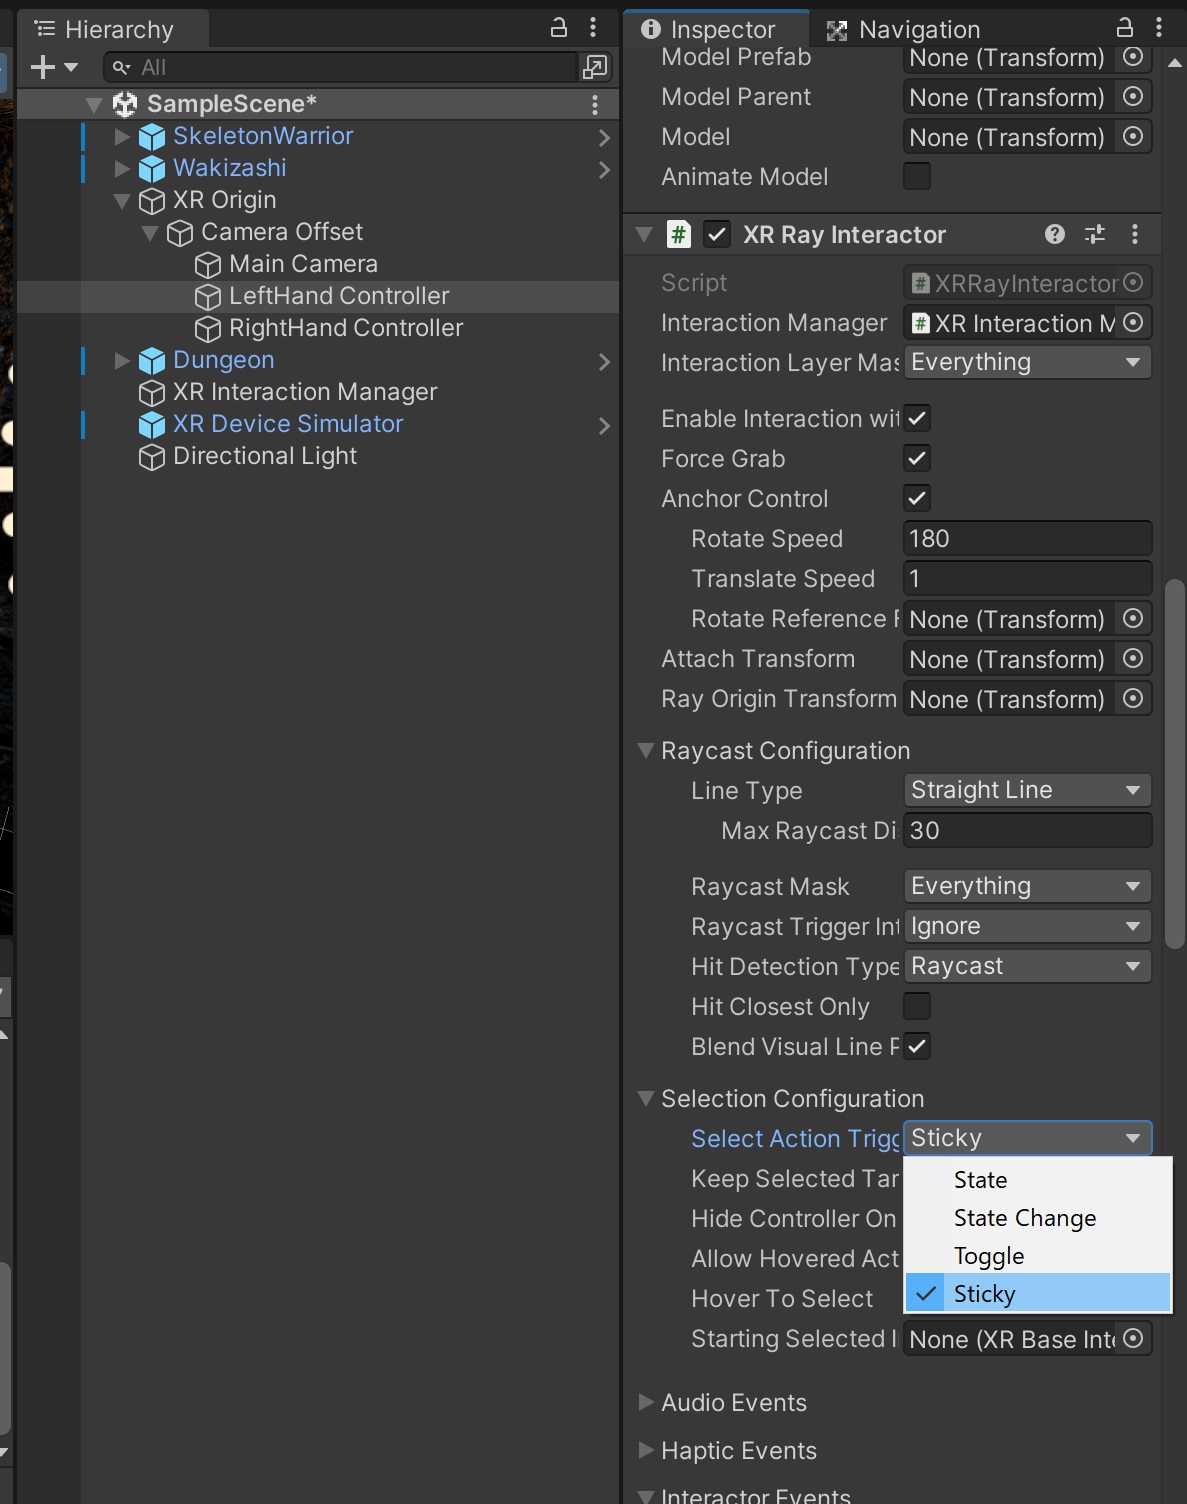 Hierarchy
All
SampleScene*
SkeletonWarrior
Wakizashi
XR Origin
Camera Offset
Main Camera
LeftHand Controller
RightHand Controller
Dungeon
XR Interaction Manager
XR Device Simulator
Directional Light
Inspector
Navigation
Model Prefab None (Transform)
Model Parent None (Transform)
Model None (Transform)
Animate Model
# XR Ray Interactor
Script # XRRayInteractor
Interaction Manager # XR Interaction M
Interaction Layer Mas Everything
Enable Interaction wit
Force Grab
Anchor Control
Rotate Speed 180
Translate Speed 1
Rotate Reference F None (Transform)
Attach Transform None (Transform)
Ray Origin Transform None (Transform)
Raycast Configuration
Line Type Straight Line
Max Raycast Di 30
Raycast Mask Everything
Raycast Trigger Int Ignore
Hit Detection Type Raycast
Hit Closest Only
Blend Visual Line P
Selection Configuration
Select Action Trigg Sticky
Keep Selected Tar State
Hide Controller On State Change
Allow Hovered Act Toggle
Hover To Select Sticky
Starting Selected I None (XR Base Inte
Audio Events
Haptic Events
Interactor Events